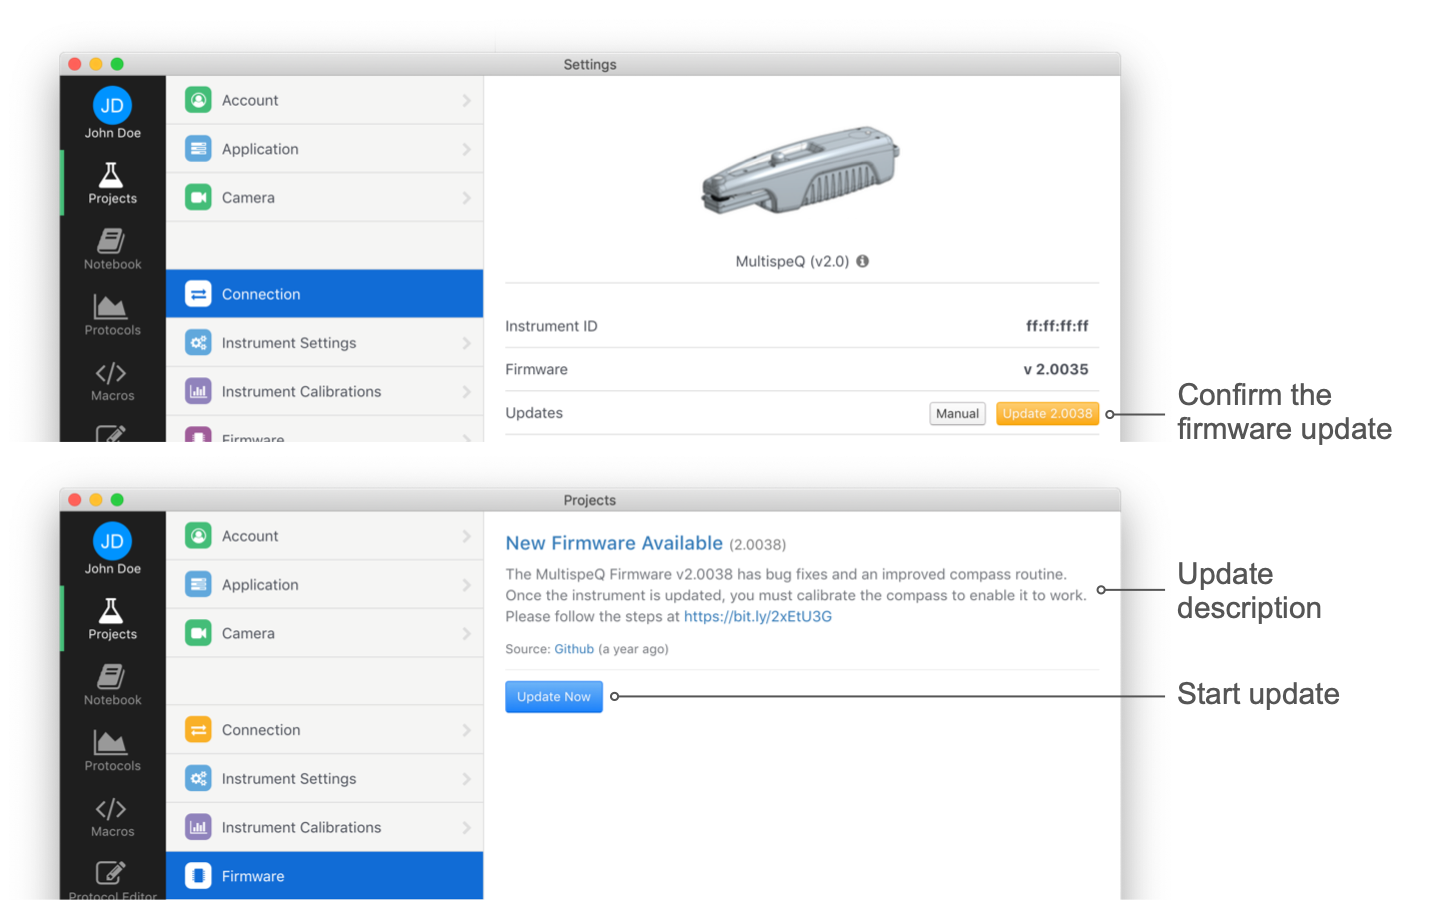 Settings
JD
John Doe
Projects
Notebook
Protocols
Macros
Account
Application
Camera
Connection
Instrument Settings
Instrument Calibrations
Firmware
MultispeQ (v2.0)
Instrument ID ff:ff:ff:ff
Firmware v 2.0035
Updates Manual Update 2.0038
Confirm the
firmware update
Projects
JD
John Doe
Projects
Notebook
Protocols
Macros
Protocol Editor
Account
Application
Camera
Connection
Instrument Settings
Instrument Calibrations
Firmware
New Firmware Available (2.0038)
The MultispeQ Firmware v2.0038 has bug fixes and an improved compass routine.
Once the instrument is updated, you must calibrate the compass to enable it to work.
Please follow the steps at https://bit.ly/2xEtU3G
Source: Github (a year ago)
Update Now
Update
description
Start update